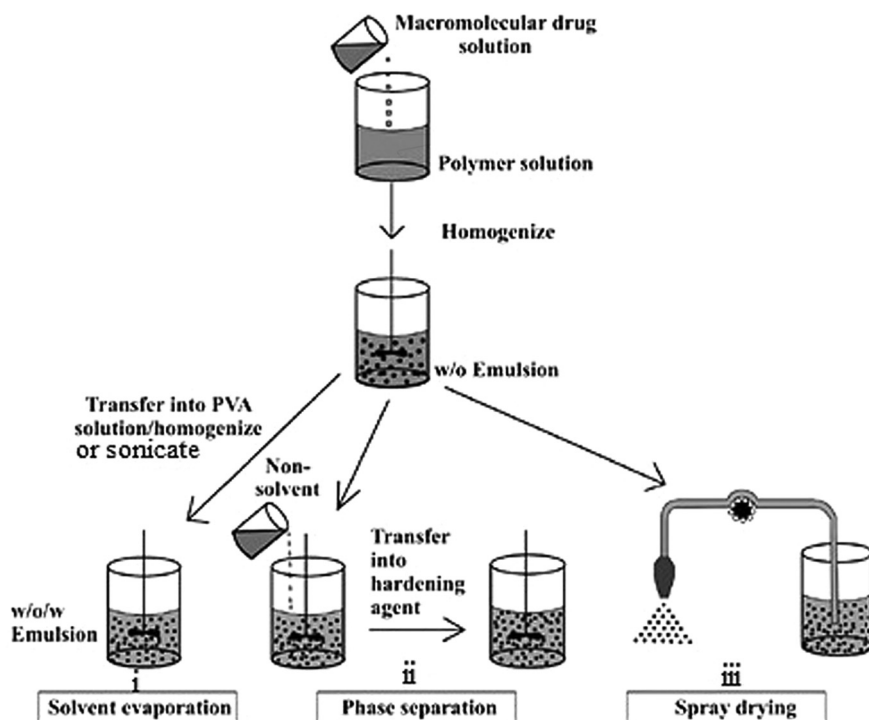 Macromolecular drug
solution
Polymer solution
Homogenize
w/o Emulsion
Transfer into PVA
solution/homogenize
or sonicate
Non-
solvent
Transfer
into
hardening
agent
w/o/w
Emulsion
i
ii
iii
Solvent evaporation
Phase separation
Spray drying